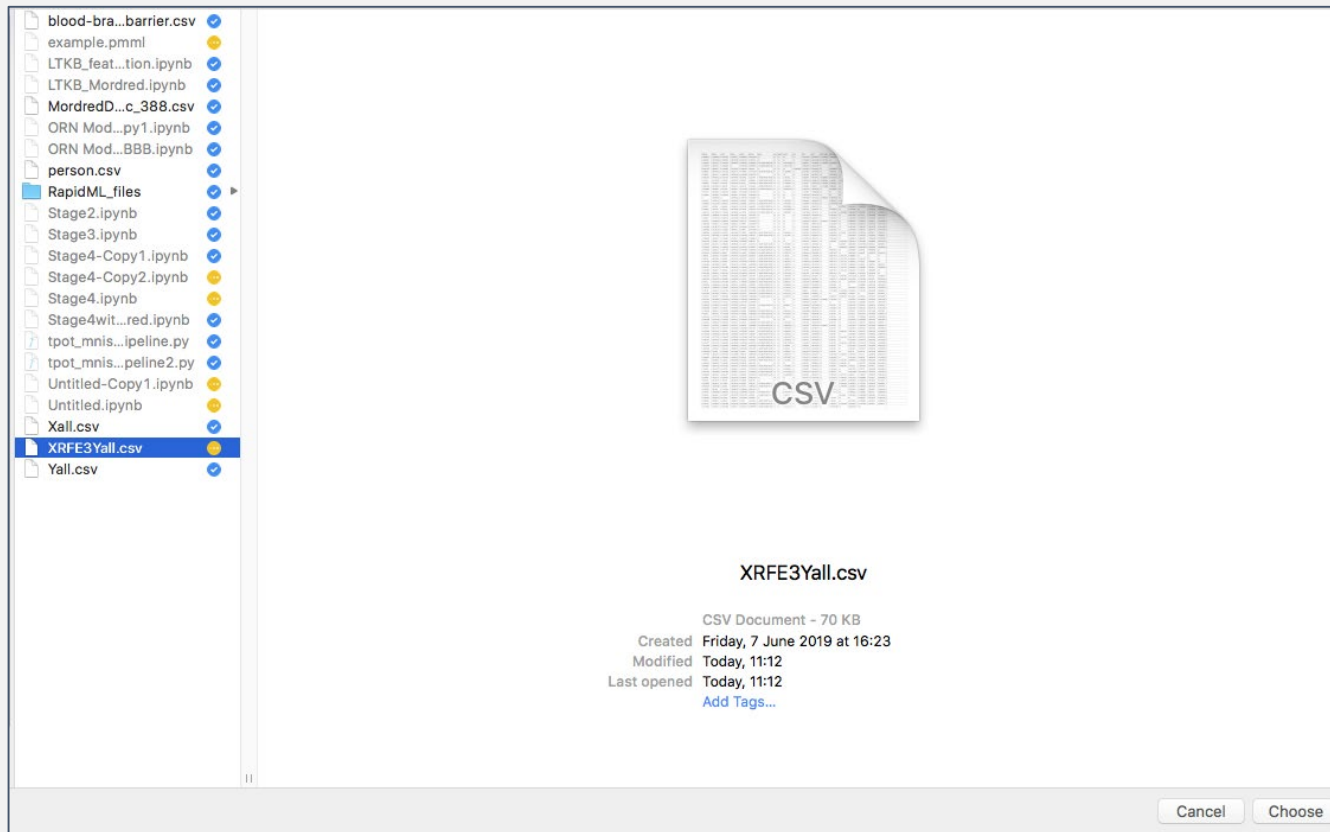 blood-bra...barrier.csv
example.pmml
LTKB_feat...tion.ipynb
LTKB_Mordred.ipynb
MordredD...c_388.csv
ORN Mod...py1.ipynb
ORN Mod...BBB.ipynb
person.csv
RapidML_files
Stage2.ipynb
Stage3.ipynb
Stage4-Copy1.ipynb
Stage4-Copy2.ipynb
Stage4.ipynb
Stage4wit...red.ipynb
tpot_mnis...ipeline.py
tpot_mnis...peline2.py
Untitled-Copy1.ipynb
Untitled.ipynb
Xall.csv
XRFE3Yall.csv
Yall.csv
CSV
XRFE3Yall.csv
CSV Document - 70 KB
Created Friday, 7 June 2019 at 16:23
Modified Today, 11:12
Last opened Today, 11:12
Add Tags...
Cancel Choose